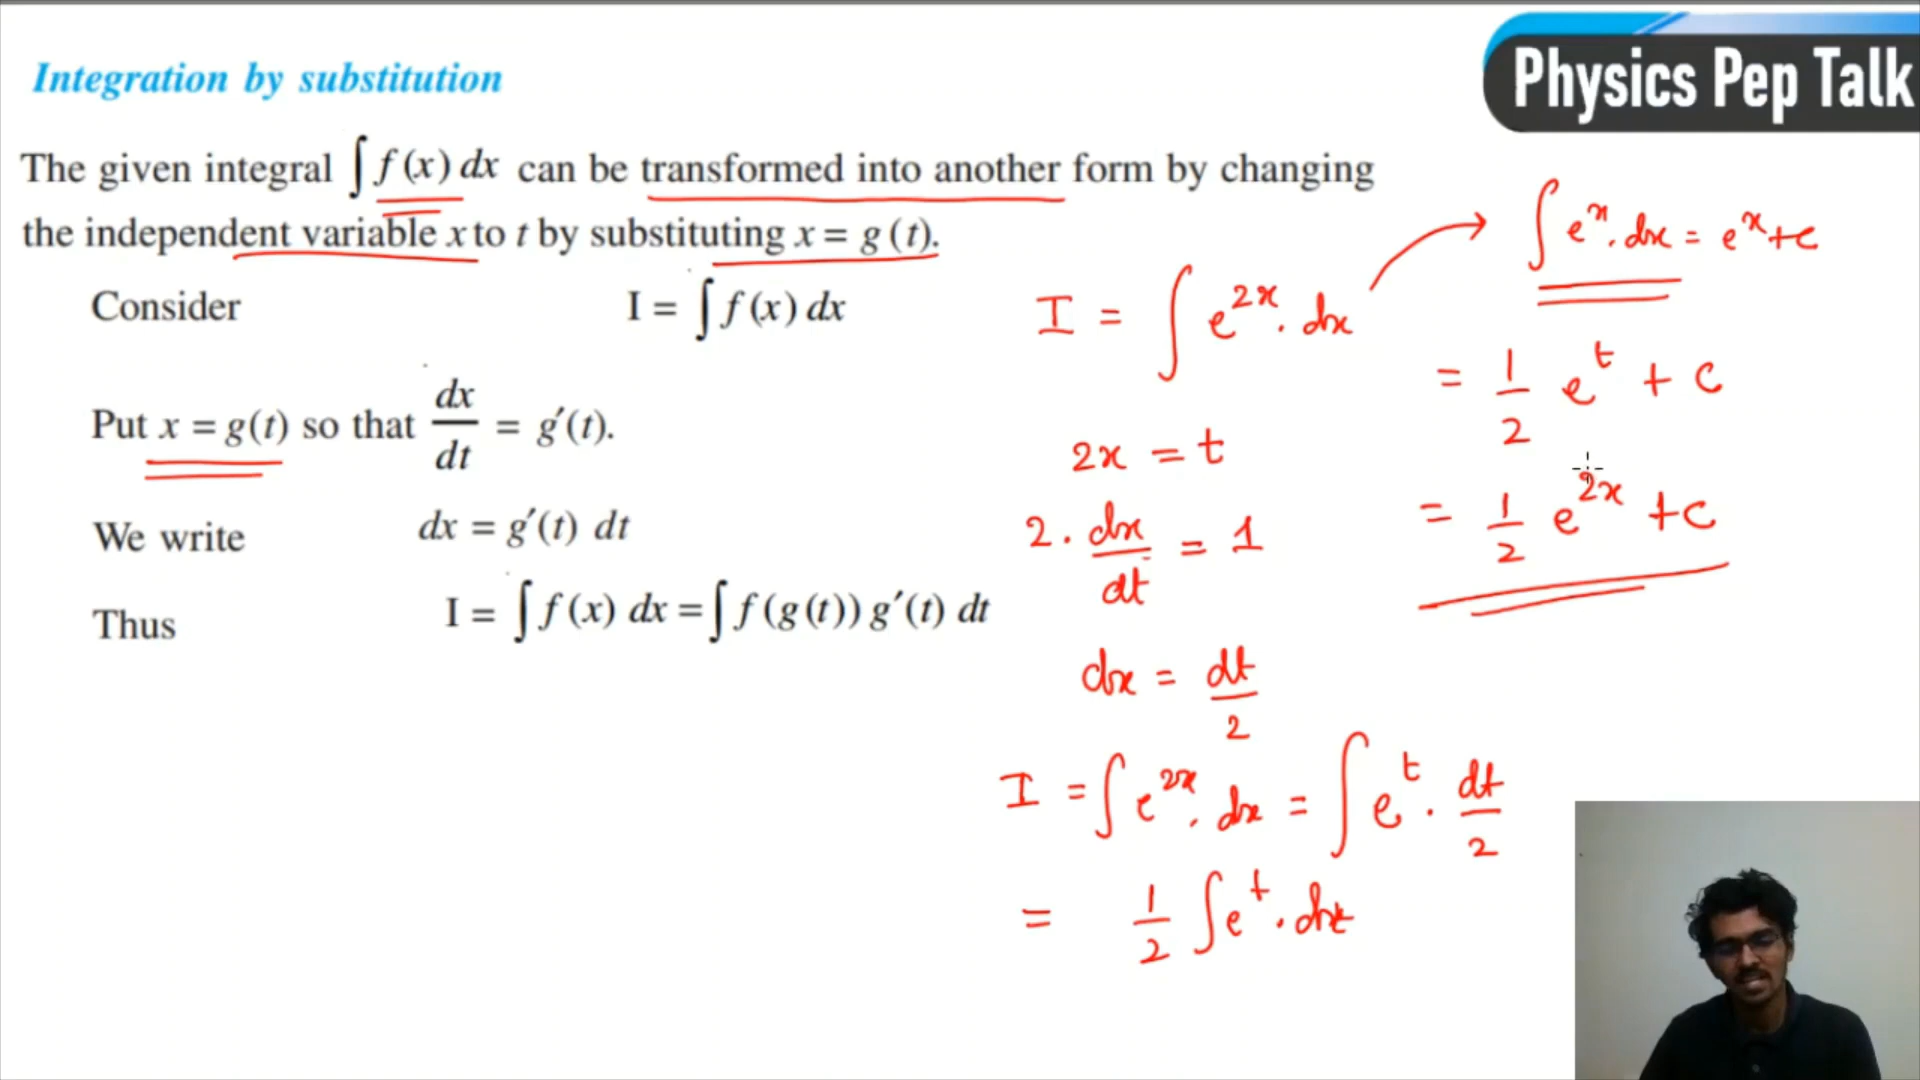 Physics Pep Talk
Integration by substitution
The given integral ∫ f (x) dx can be transformed into another form by changing
the independent variable x to t by substituting x = g (t).
Consider I = ∫ f (x) dx
Put x = g(t) so that dx/dt = g′(t).
We write dx = g′(t) dt
Thus I = ∫ f (x) dx = ∫ f (g (t)) g′(t) dt
I = ∫ e^2x . dx
2x = t
2 . dx/dt = 1
dx = dt/2
I = ∫ e^2x . dx = ∫ e^t . dt/2
= 1/2 ∫ e^t . dt
∫ e^x . dx = e^x + c
= 1/2 e^t + c
= 1/2 e^2x + c